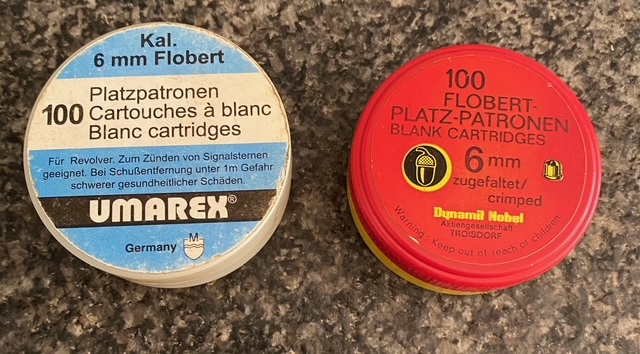 Kal.
6 mm Flobert
100
Platzpatronen
Cartouches à blanc
Blanc cartridges
Für Revolver. Zum Zünden von Signalsternen
geeignet. Bei Schußentfernung unter 1m Gefahr
schwerer gesundheitlicher Schäden.
UMAREX®
Germany
M
100
FLOBERT-
PLATZ-PATRONEN
BLANK CARTRIDGES
6 mm
zugefaltet/
crimped
Dynamit Nobel
Aktiengesellschaft
TROISDORF
Warning: Keep out of reach of children